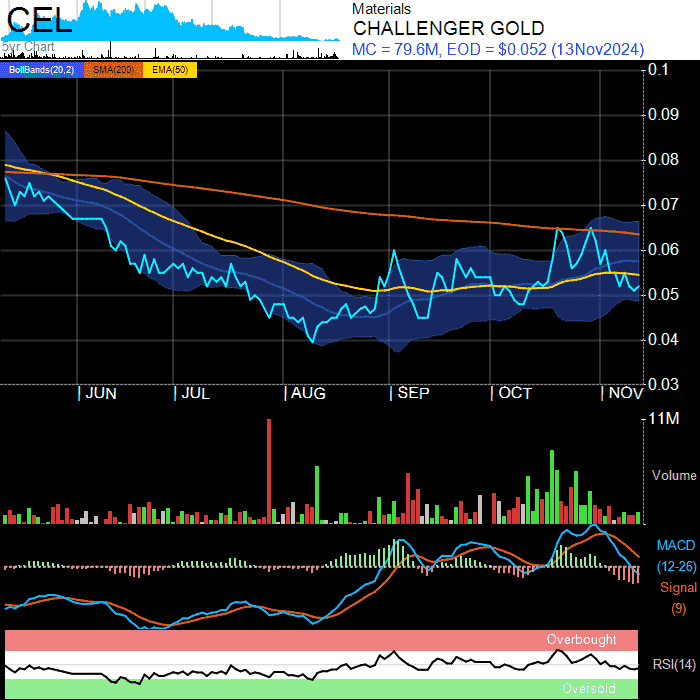 CEL
5yr Chart
Materials
CHALLENGER GOLD
MC = 79.6M, EOD = $0.052 (13Nov2024)
BollBands(20,2) SMA(200) EMA(50)
0.1
0.09
0.08
0.07
0.06
0.05
0.04
0.03
JUN JUL AUG SEP OCT NOV
11M
Volume
MACD
(12-26)
Signal
(9)
Overbought
RSI(14)
Oversold